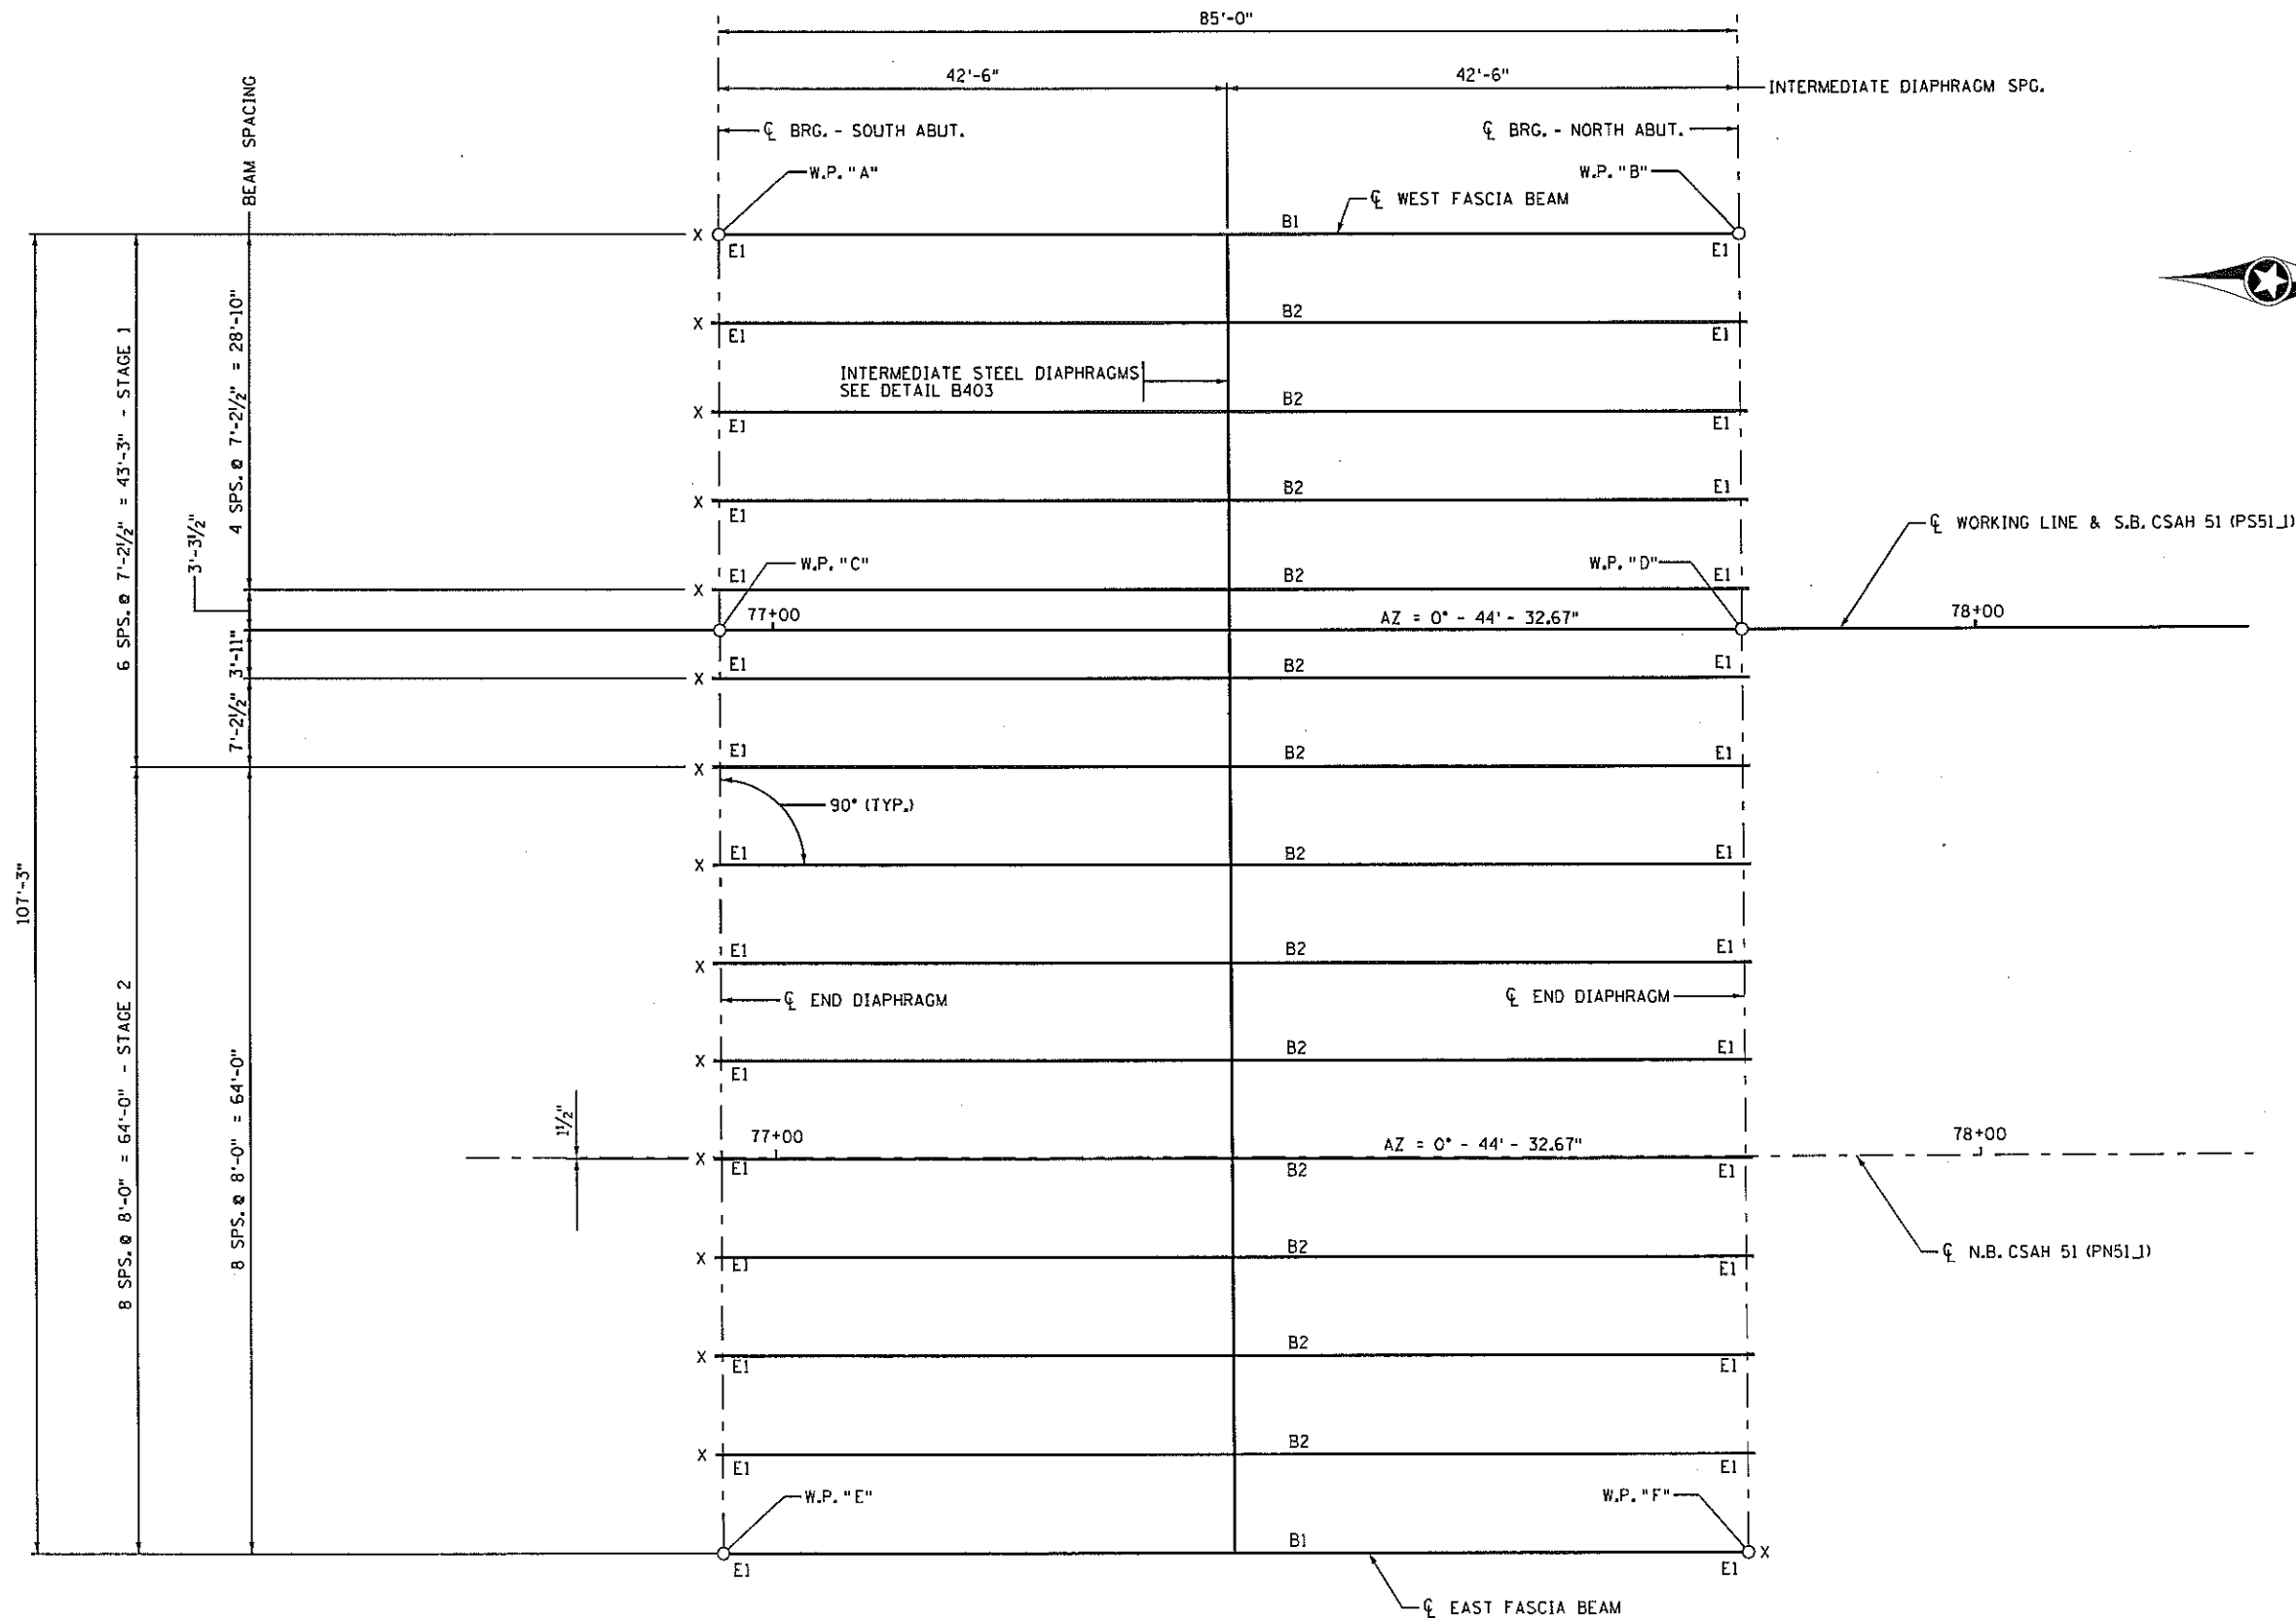 85'-0"
42'-6"
42'-6"
INTERMEDIATE DIAPHRAGM SPG.
BEAM SPACING
℄ BRG. - SOUTH ABUT.
℄ BRG. - NORTH ABUT.
W.P. "A"
W.P. "B"
℄ WEST FASCIA BEAM
B1
X
E1
E1
B2
X
E1
E1
INTERMEDIATE STEEL DIAPHRAGMS
SEE DETAIL B403
B2
X
E1
E1
B2
X
E1
E1
6 SPS. @ 7'-2½" = 43'-3" - STAGE 1
4 SPS. @ 7'-2½" = 28'-10"
3'-3½"
3'-11"
7'-2½"
℄ WORKING LINE & S.B. CSAH 51 (PS51_1)
W.P. "C"
W.P. "D"
E1
B2
E1
X
77+00
AZ = 0° - 44' - 32.67"
78+00
E1
B2
E1
X
E1
B2
E1
X
90° (TYP.)
E1
B2
E1
X
107'-3"
E1
B2
E1
X
℄ END DIAPHRAGM
℄ END DIAPHRAGM
8 SPS. @ 8'-0" = 64'-0" - STAGE 2
8 SPS. @ 8'-0" = 64'-0"
B2
X
E1
E1
1½"
77+00
AZ = 0° - 44' - 32.67"
78+00
X
E1
B2
E1
℄ N.B. CSAH 51 (PN51_1)
B2
X
E1
E1
B2
X
E1
E1
B2
X
E1
E1
W.P. "E"
W.P. "F"
B1
X
E1
E1
℄ EAST FASCIA BEAM